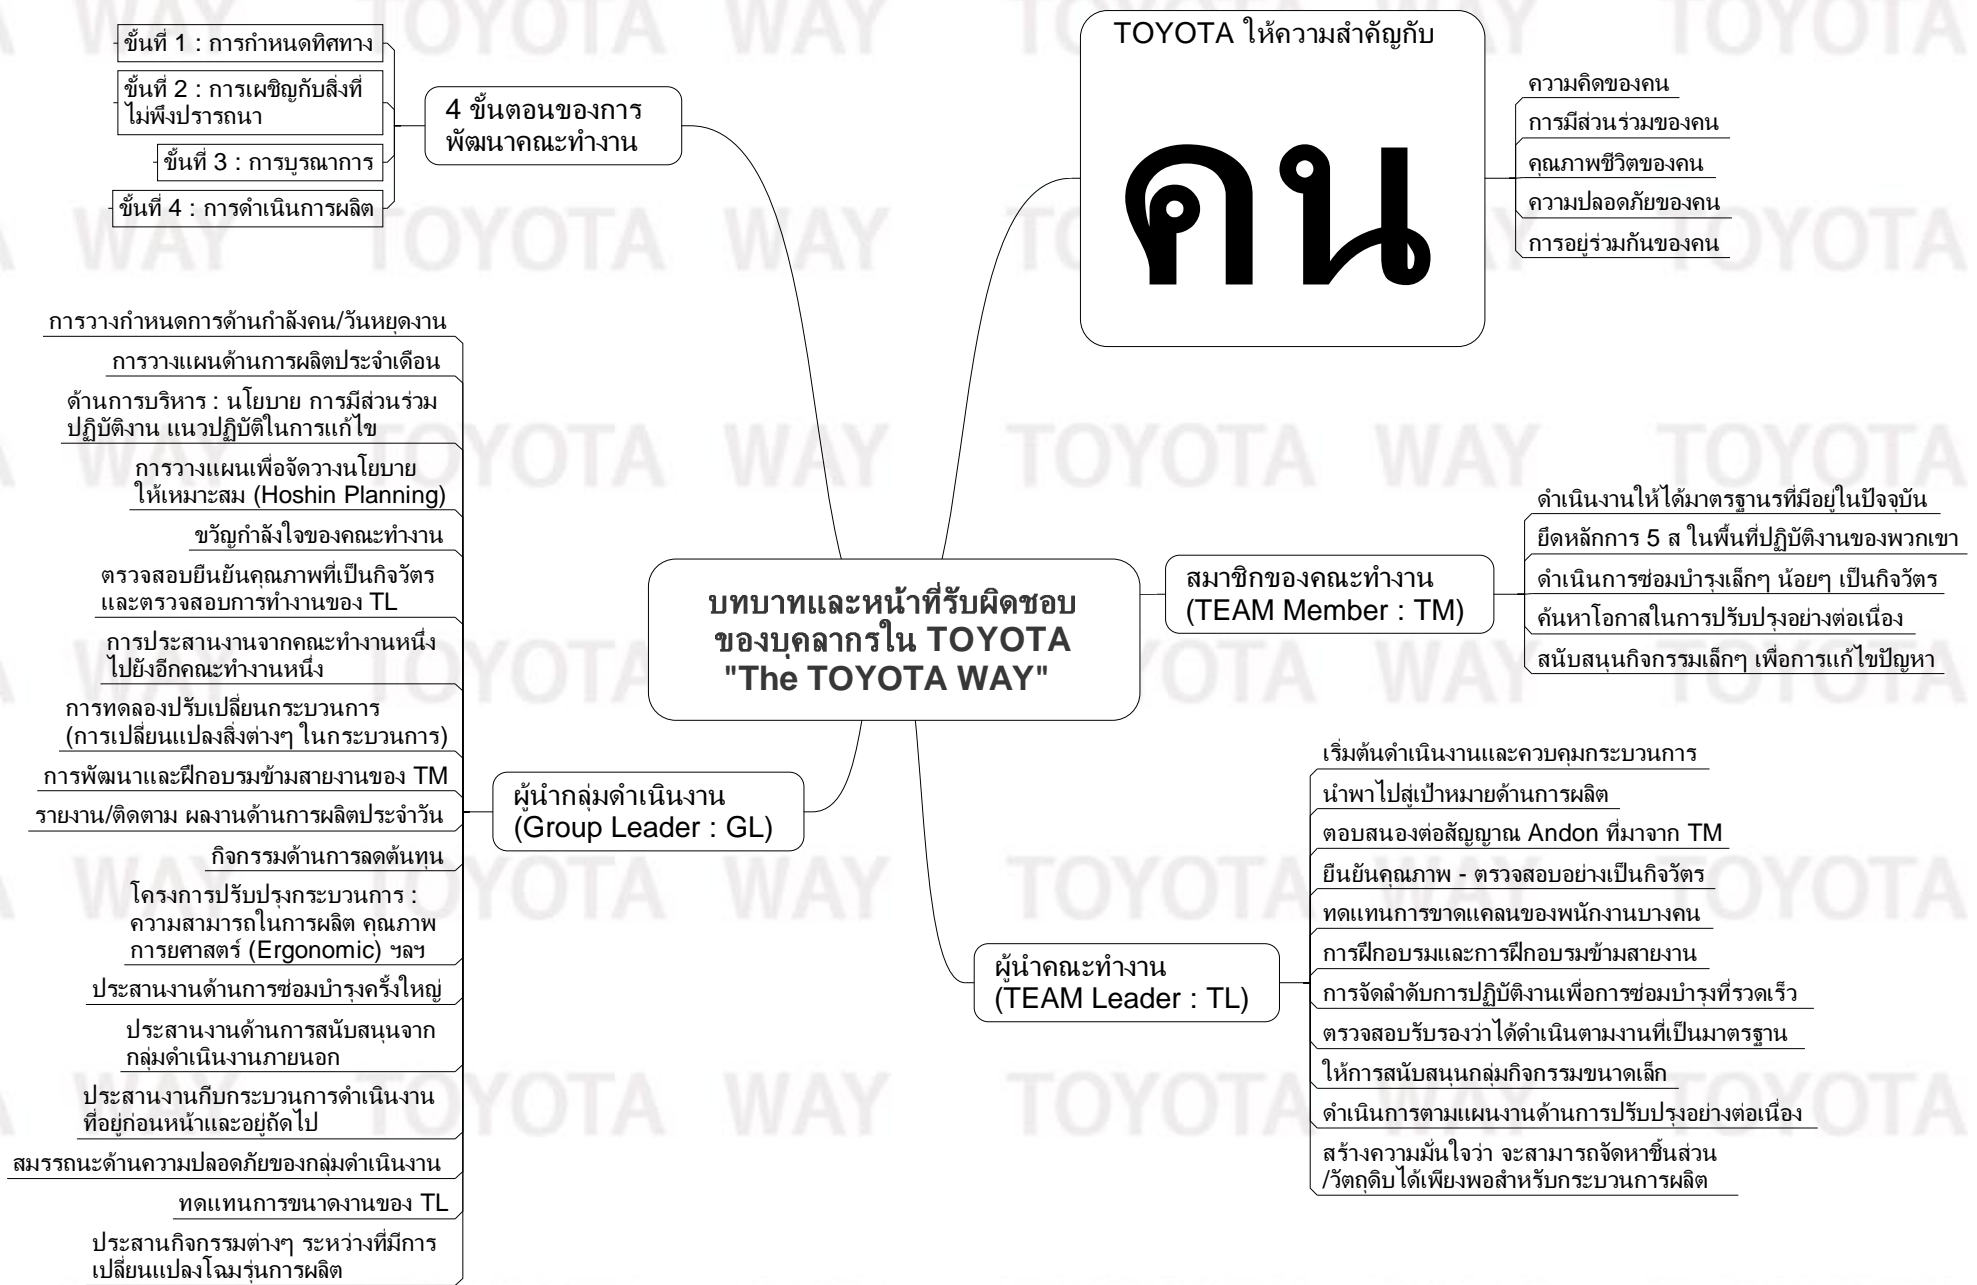 บทบาทและหน้าที่รับผิดชอบ
ของบุคลากรใน TOYOTA
"The TOYOTA WAY"
TOYOTA ให้ความสำคัญกับ
คน
ความคิดของคน
การมีส่วนร่วมของคน
คุณภาพชีวิตของคน
ความปลอดภัยของคน
การอยู่ร่วมกันของคน
สมาชิกของคณะทำงาน
(TEAM Member : TM)
ดำเนินงานให้ได้มาตรฐานรที่มีอยู่ในปัจจุบัน
ยึดหลักการ 5 ส ในพื้นที่ปฏิบัติงานของพวกเขา
ดำเนินการซ่อมบำรุงเล็กๆ น้อยๆ เป็นกิจวัตร
ค้นหาโอกาสในการปรับปรุงอย่างต่อเนื่อง
สนับสนุนกิจกรรมเล็กๆ เพื่อการแก้ไขปัญหา
ผู้นำคณะทำงาน
(TEAM Leader : TL)
เริ่มต้นดำเนินงานและควบคุมกระบวนการ
นำพาไปสู่เป้าหมายด้านการผลิต
ตอบสนองต่อสัญญาณ Andon ที่มาจาก TM
ยืนยันคุณภาพ - ตรวจสอบอย่างเป็นกิจวัตร
ทดแทนการขาดแคลนของพนักงานบางคน
การฝึกอบรมและการฝึกอบรมข้ามสายงาน
การจัดลำดับการปฏิบัติงานเพื่อการซ่อมบำรุงที่รวดเร็ว
ตรวจสอบรับรองว่าได้ดำเนินตามงานที่เป็นมาตรฐาน
ให้การสนับสนุนกลุ่มกิจกรรมขนาดเล็ก
ดำเนินการตามแผนงานด้านการปรับปรุงอย่างต่อเนื่อง
สร้างความมั่นใจว่า จะสามารถจัดหาชิ้นส่วน
/วัตถุดิบได้เพียงพอสำหรับกระบวนการผลิต
ผู้นำกลุ่มดำเนินงาน
(Group Leader : GL)
การวางกำหนดการด้านกำลังคน/วันหยุดงาน
การวางแผนด้านการผลิตประจำเดือน
ด้านการบริหาร : นโยบาย การมีส่วนร่วม
ปฏิบัติงาน แนวปฏิบัติในการแก้ไข
การวางแผนเพื่อจัดวางนโยบาย
ให้เหมาะสม (Hoshin Planning)
ขวัญกำลังใจของคณะทำงาน
ตรวจสอบยืนยันคุณภาพที่เป็นกิจวัตร
และตรวจสอบการทำงานของ TL
การประสานงานจากคณะทำงานหนึ่ง
ไปยังอีกคณะทำงานหนึ่ง
การทดลองปรับเปลี่ยนกระบวนการ
(การเปลี่ยนแปลงสิ่งต่างๆ ในกระบวนการ)
การพัฒนาและฝึกอบรมข้ามสายงานของ TM
รายงาน/ติดตาม ผลงานด้านการผลิตประจำวัน
กิจกรรมด้านการลดต้นทุน
โครงการปรับปรุงกระบวนการ :
ความสามารถในการผลิต คุณภาพ
การยศาสตร์ (Ergonomic) ฯลฯ
ประสานงานด้านการซ่อมบำรุงครั้งใหญ่
ประสานงานด้านการสนับสนุนจาก
กลุ่มดำเนินงานภายนอก
ประสานงานกีบกระบวนการดำเนินงาน
ที่อยู่ก่อนหน้าและอยู่ถัดไป
สมรรถนะด้านความปลอดภัยของกลุ่มดำเนินงาน
ทดแทนการขนาดงานของ TL
ประสานกิจกรรมต่างๆ ระหว่างที่มีการ
เปลี่ยนแปลงโฉมรุ่นการผลิต
4 ขั้นตอนของการ
พัฒนาคณะทำงาน
ขั้นที่ 1 : การกำหนดทิศทาง
ขั้นที่ 2 : การเผชิญกับสิ่งที่
ไม่พึงปรารถนา
ขั้นที่ 3 : การบูรณาการ
ขั้นที่ 4 : การดำเนินการผลิต
TOYOTA WAY